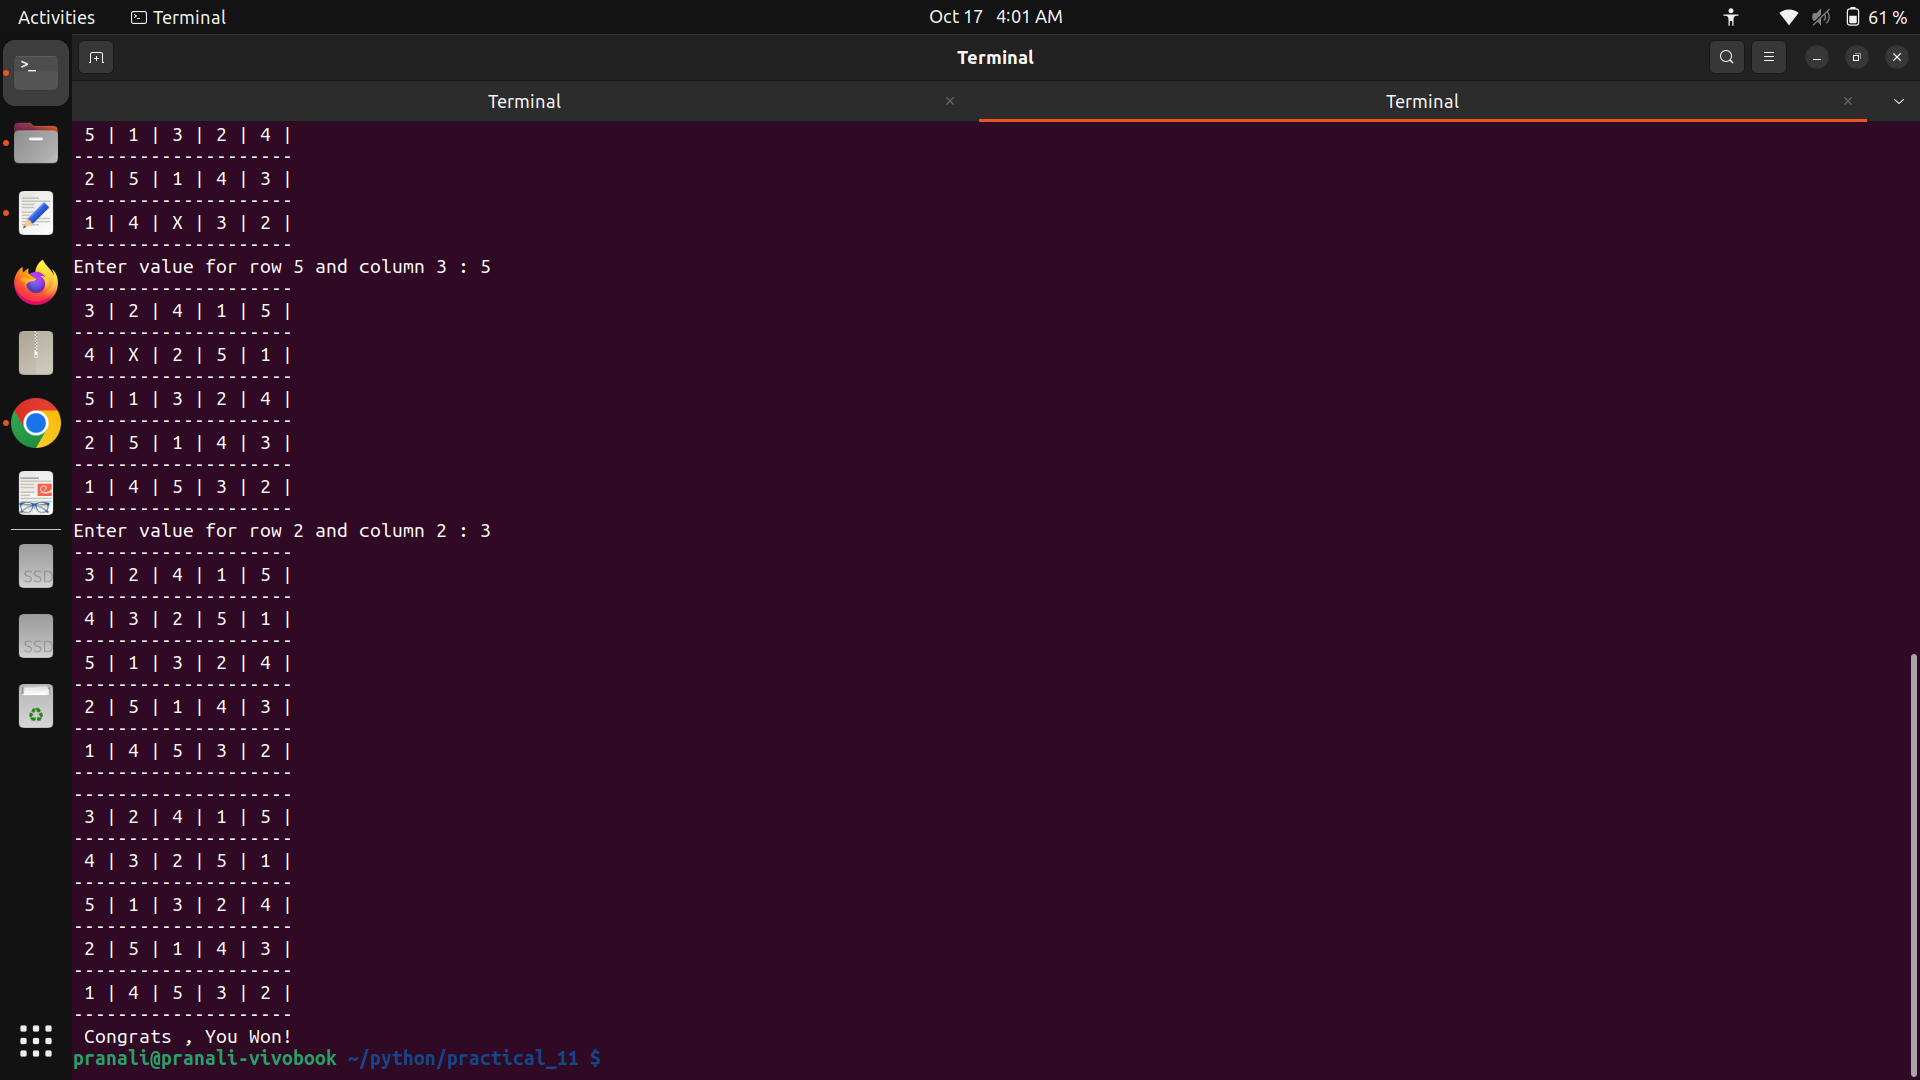 Activities Terminal Oct 17 4:01 AM 61 %
Terminal
Terminal Terminal
5 | 1 | 3 | 2 | 4 |
--------------------
2 | 5 | 1 | 4 | 3 |
--------------------
1 | 4 | X | 3 | 2 |
--------------------
Enter value for row 5 and column 3 : 5
--------------------
3 | 2 | 4 | 1 | 5 |
--------------------
4 | X | 2 | 5 | 1 |
--------------------
5 | 1 | 3 | 2 | 4 |
--------------------
2 | 5 | 1 | 4 | 3 |
--------------------
1 | 4 | 5 | 3 | 2 |
--------------------
Enter value for row 2 and column 2 : 3
--------------------
3 | 2 | 4 | 1 | 5 |
--------------------
4 | 3 | 2 | 5 | 1 |
--------------------
5 | 1 | 3 | 2 | 4 |
--------------------
2 | 5 | 1 | 4 | 3 |
--------------------
1 | 4 | 5 | 3 | 2 |
--------------------
--------------------
3 | 2 | 4 | 1 | 5 |
--------------------
4 | 3 | 2 | 5 | 1 |
--------------------
5 | 1 | 3 | 2 | 4 |
--------------------
2 | 5 | 1 | 4 | 3 |
--------------------
1 | 4 | 5 | 3 | 2 |
--------------------
Congrats , You Won!
pranali@pranali-vivobook ~/python/practical_11 $
SSD
SSD